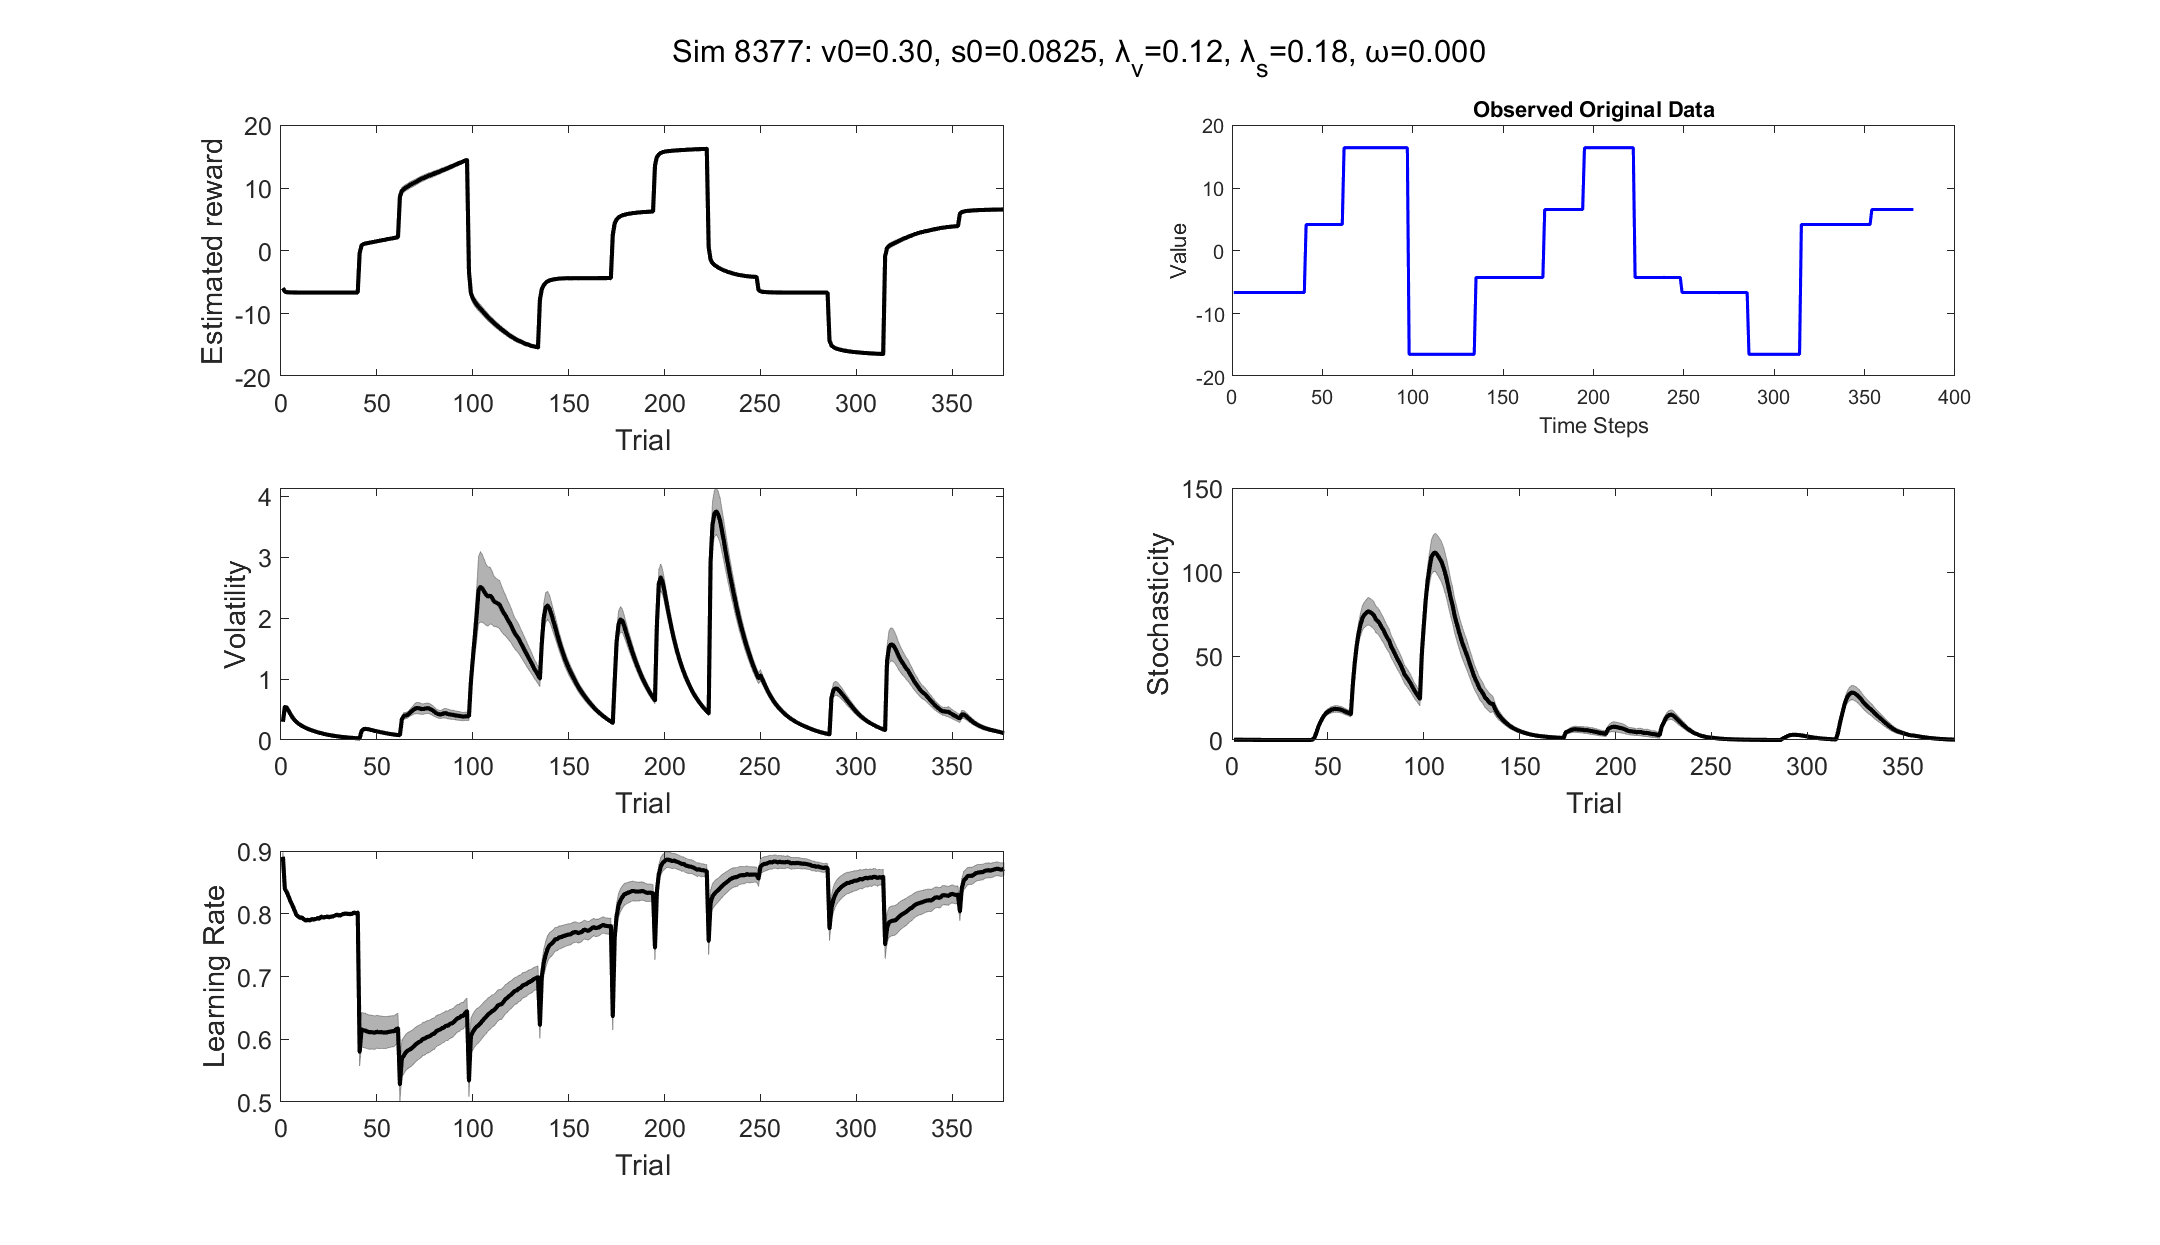 Sim 8377: v0=0.30, s0=0.0825, λv=0.12, λs=0.18, ω=0.000
Estimated reward
20
10
0
-10
-20
0 50 100 150 200 250 300 350
Trial
Observed Original Data
Value
20
10
0
-10
-20
0 50 100 150 200 250 300 350 400
Time Steps
Volatility
4
3
2
1
0
0 50 100 150 200 250 300 350
Trial
Stochasticity
150
100
50
0
0 50 100 150 200 250 300 350
Trial
Learning Rate
0.9
0.8
0.7
0.6
0.5
0 50 100 150 200 250 300 350
Trial